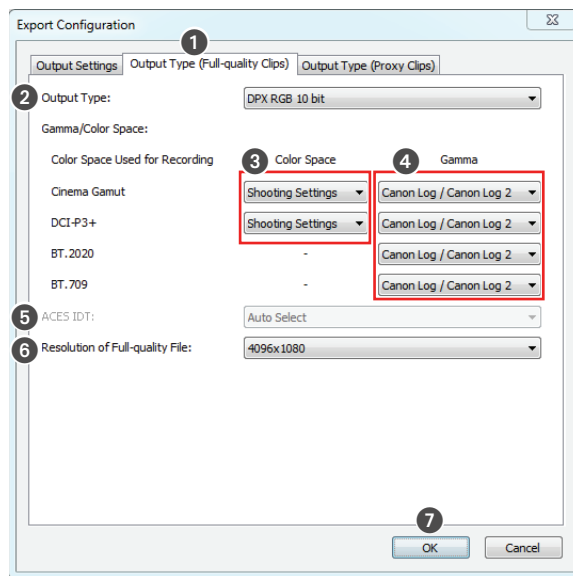 Export Configuration
1
Output Settings Output Type (Full-quality Clips) Output Type (Proxy Clips)
2 Output Type: DPX RGB 10 bit
Gamma/Color Space:
Color Space Used for Recording 3 Color Space 4 Gamma
Cinema Gamut Shooting Settings Canon Log / Canon Log 2
DCI-P3+ Shooting Settings Canon Log / Canon Log 2
BT.2020 - Canon Log / Canon Log 2
BT.709 - Canon Log / Canon Log 2
5 ACES IDT: Auto Select
6 Resolution of Full-quality File: 4096x1080
7
OK Cancel